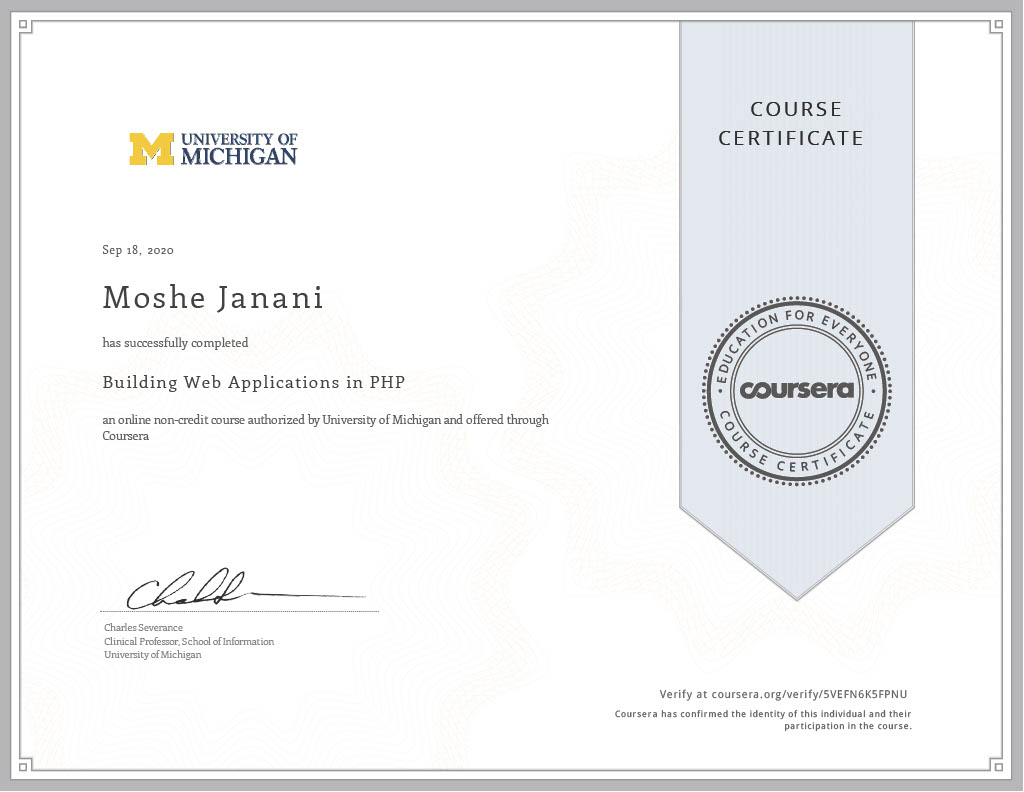 UNIVERSITY OF
MICHIGAN
COURSE
CERTIFICATE
Sep 18, 2020
Moshe Janani
has successfully completed
Building Web Applications in PHP
an online non-credit course authorized by University of Michigan and offered through
Coursera
EDUCATION FOR EVERYONE
coursera
COURSE CERTIFICATE
Charles Severance
Clinical Professor, School of Information
University of Michigan
Verify at coursera.org/verify/5VEFN6K5FPNU
Coursera has confirmed the identity of this individual and their
participation in the course.